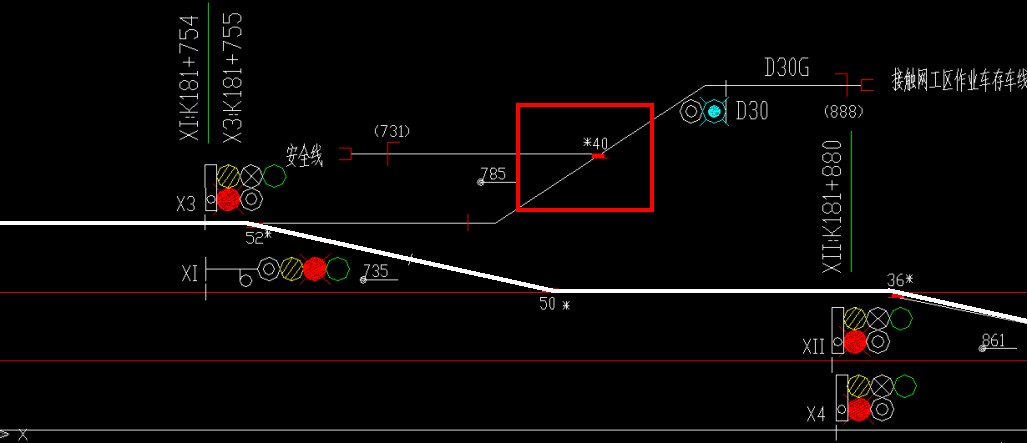 XI:K181+754
X3:K181+755
D30G
接触网工区作业车存车线
D30
(888)
(731)
*40
安全线
785
X3
52*
XI
735
50 *
XII:K181+880
36*
XII
861
X4
> X